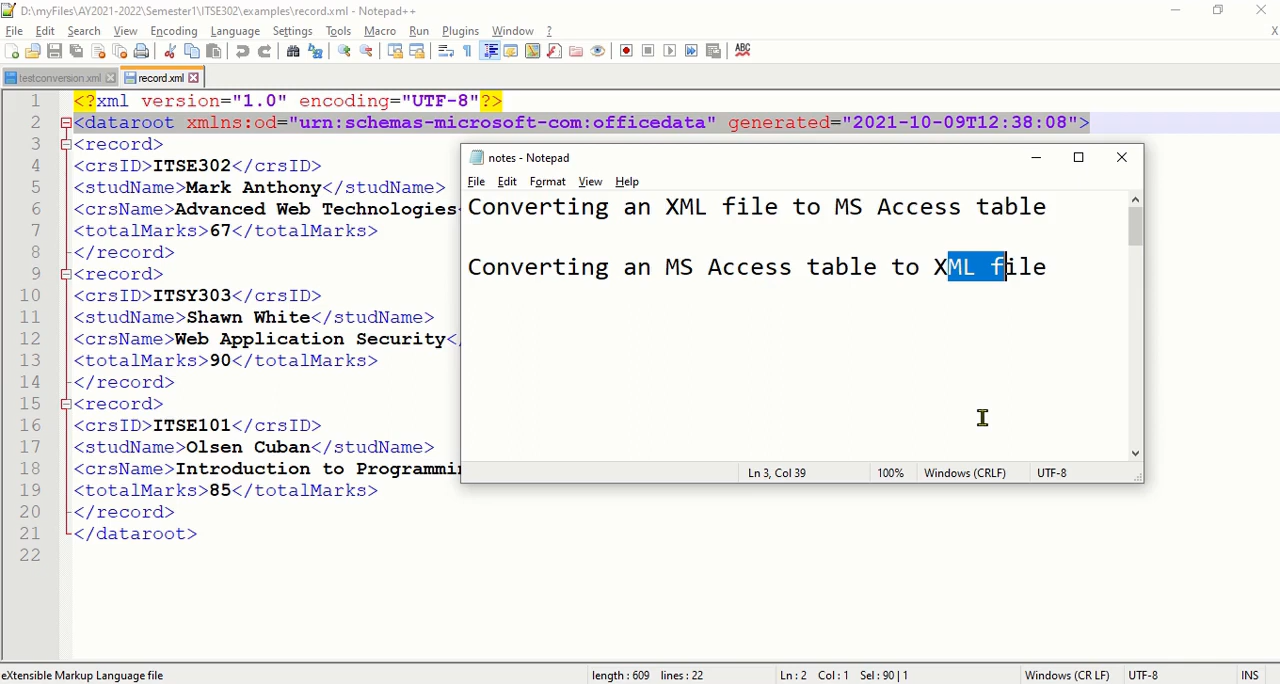 D:\myFiles\AY2021-2022\Semester1\ITSE302\examples\record.xml - Notepad++
File Edit Search View Encoding Language Settings Tools Macro Run Plugins Window ? X
ABC
testconversion.xml record.xml
1 <?xml version="1.0" encoding="UTF-8"?>
2 <dataroot xmlns:od="urn:schemas-microsoft-com:officedata" generated="2021-10-09T12:38:08">
3 <record>
4 <crsID>ITSE302</crsID>
5 <studName>Mark Anthony</studName>
6 <crsName>Advanced Web Technologies<
7 <totalMarks>67</totalMarks>
8 </record>
9 <record>
10 <crsID>ITSY303</crsID>
11 <studName>Shawn White</studName>
12 <crsName>Web Application Security</
13 <totalMarks>90</totalMarks>
14 </record>
15 <record>
16 <crsID>ITSE101</crsID>
17 <studName>Olsen Cuban</studName>
18 <crsName>Introduction to Programmi
19 <totalMarks>85</totalMarks>
20 </record>
21 </dataroot>
22
notes - Notepad
File Edit Format View Help
Converting an XML file to MS Access table
Converting an MS Access table to XML file
Ln 3, Col 39 100% Windows (CRLF) UTF-8
eXtensible Markup Language file length : 609 lines : 22 Ln : 2 Col : 1 Sel : 90 | 1 Windows (CR LF) UTF-8 INS